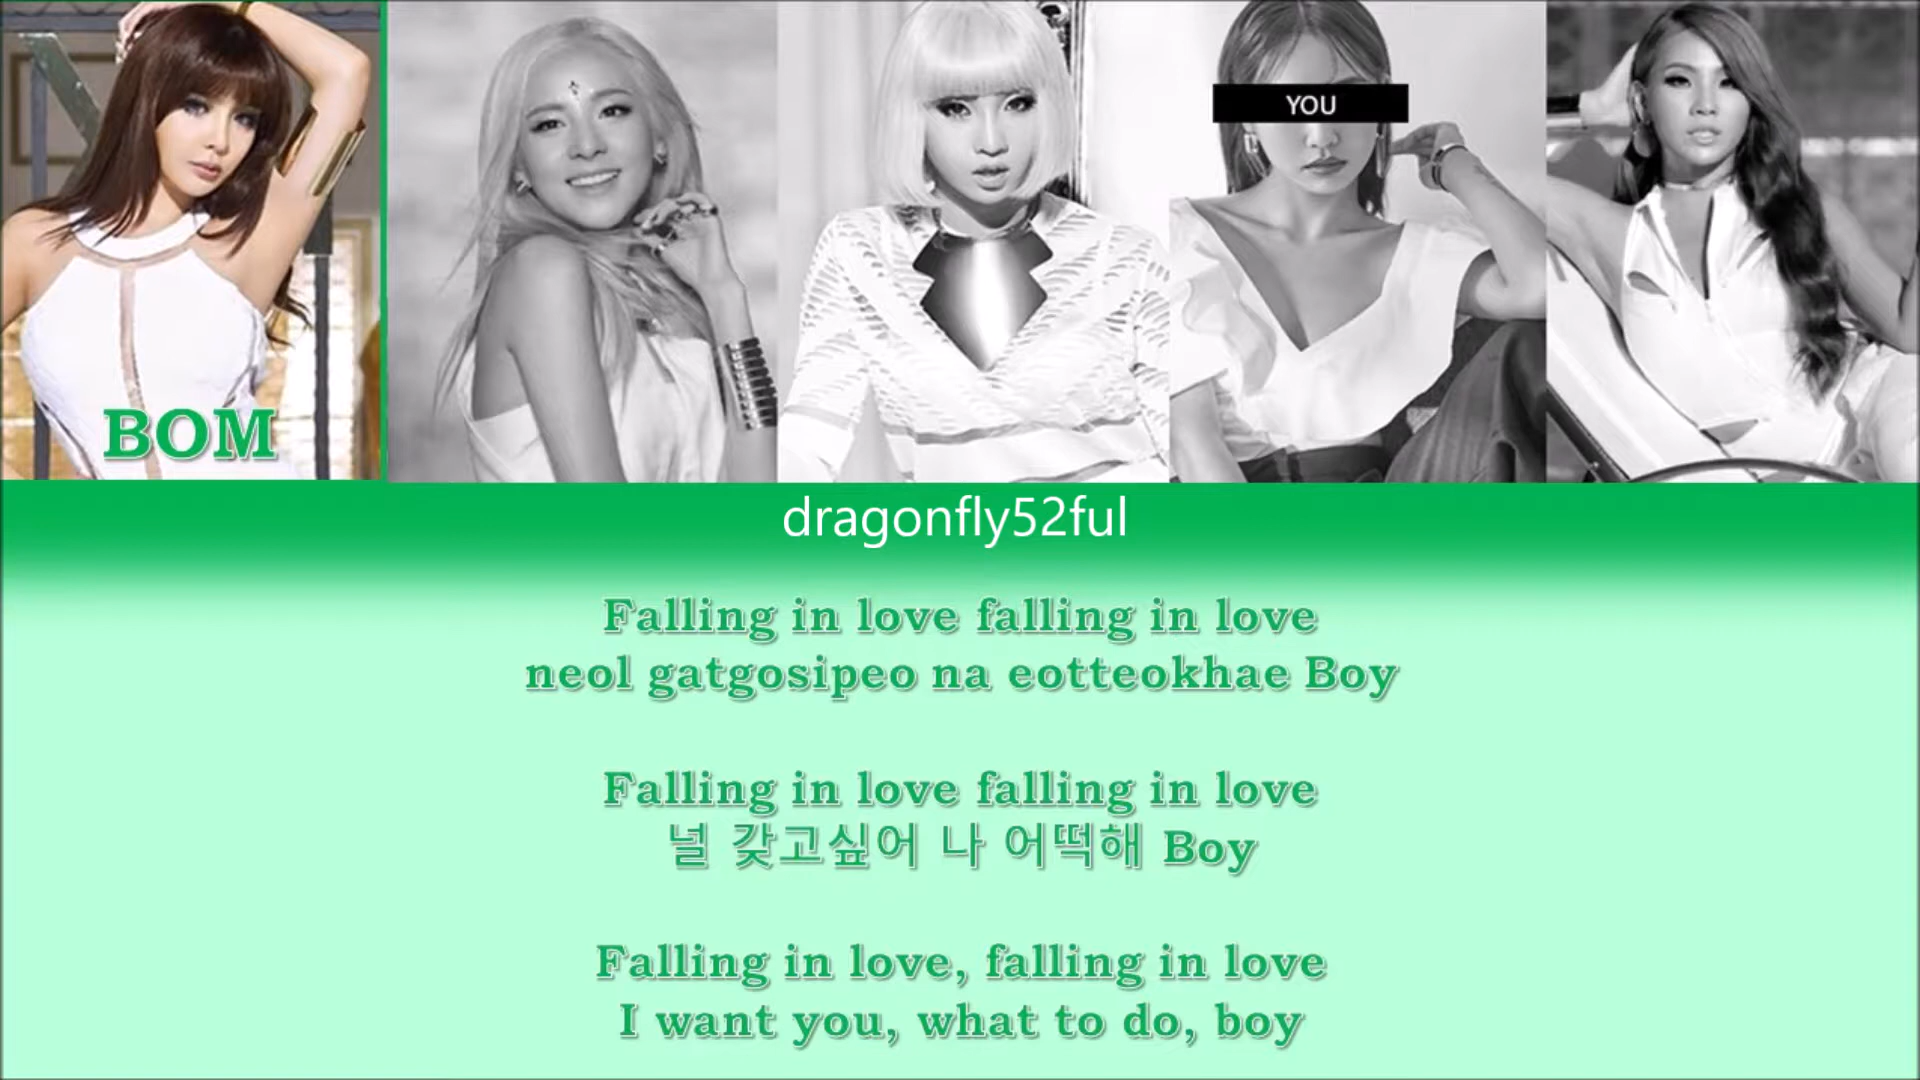 YOU
BOM
dragonfly52ful
Falling in love falling in love
neol gatgosipeo na eotteokhae Boy
Falling in love falling in love
널 갖고싶어 나 어떡해 Boy
Falling in love, falling in love
I want you, what to do, boy